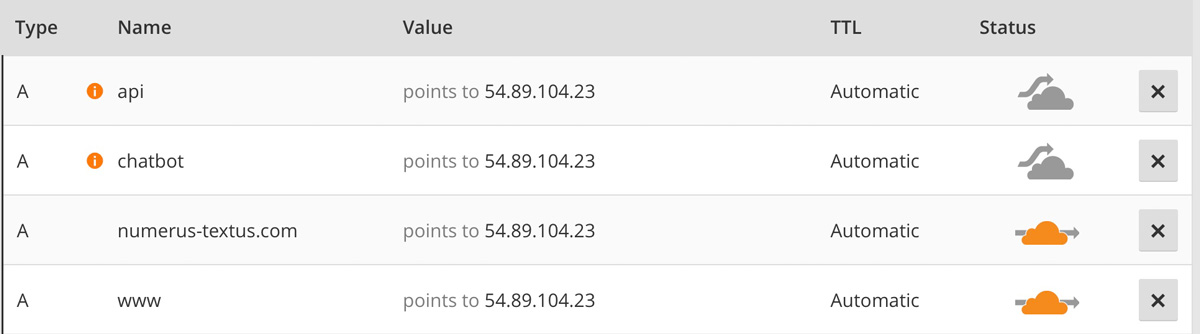 Type Name Value TTL Status
A api points to 54.89.104.23 Automatic
A chatbot points to 54.89.104.23 Automatic
A numerus-textus.com points to 54.89.104.23 Automatic
A www points to 54.89.104.23 Automatic